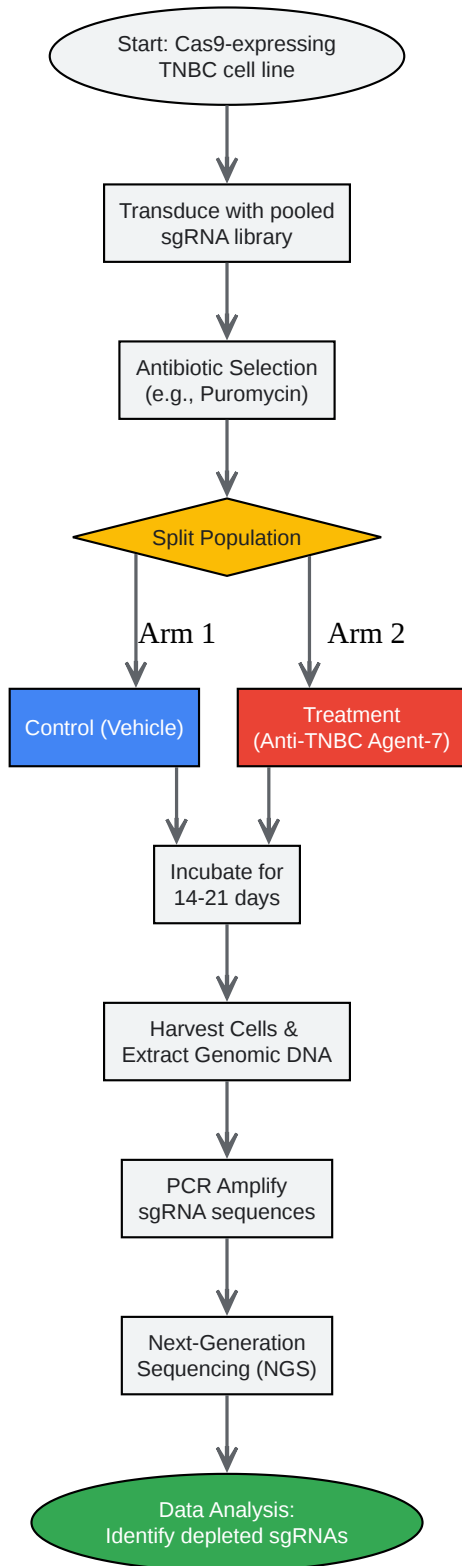 Start: Cas9-expressing
TNBC cell line
Transduce with pooled
sgRNA library
Antibiotic Selection
(e.g., Puromycin)
Split Population
Arm 1
Arm 2
Control (Vehicle)
Treatment
(Anti-TNBC Agent-7)
Incubate for
14-21 days
Harvest Cells &
Extract Genomic DNA
PCR Amplify
sgRNA sequences
Next-Generation
Sequencing (NGS)
Data Analysis:
Identify depleted sgRNAs